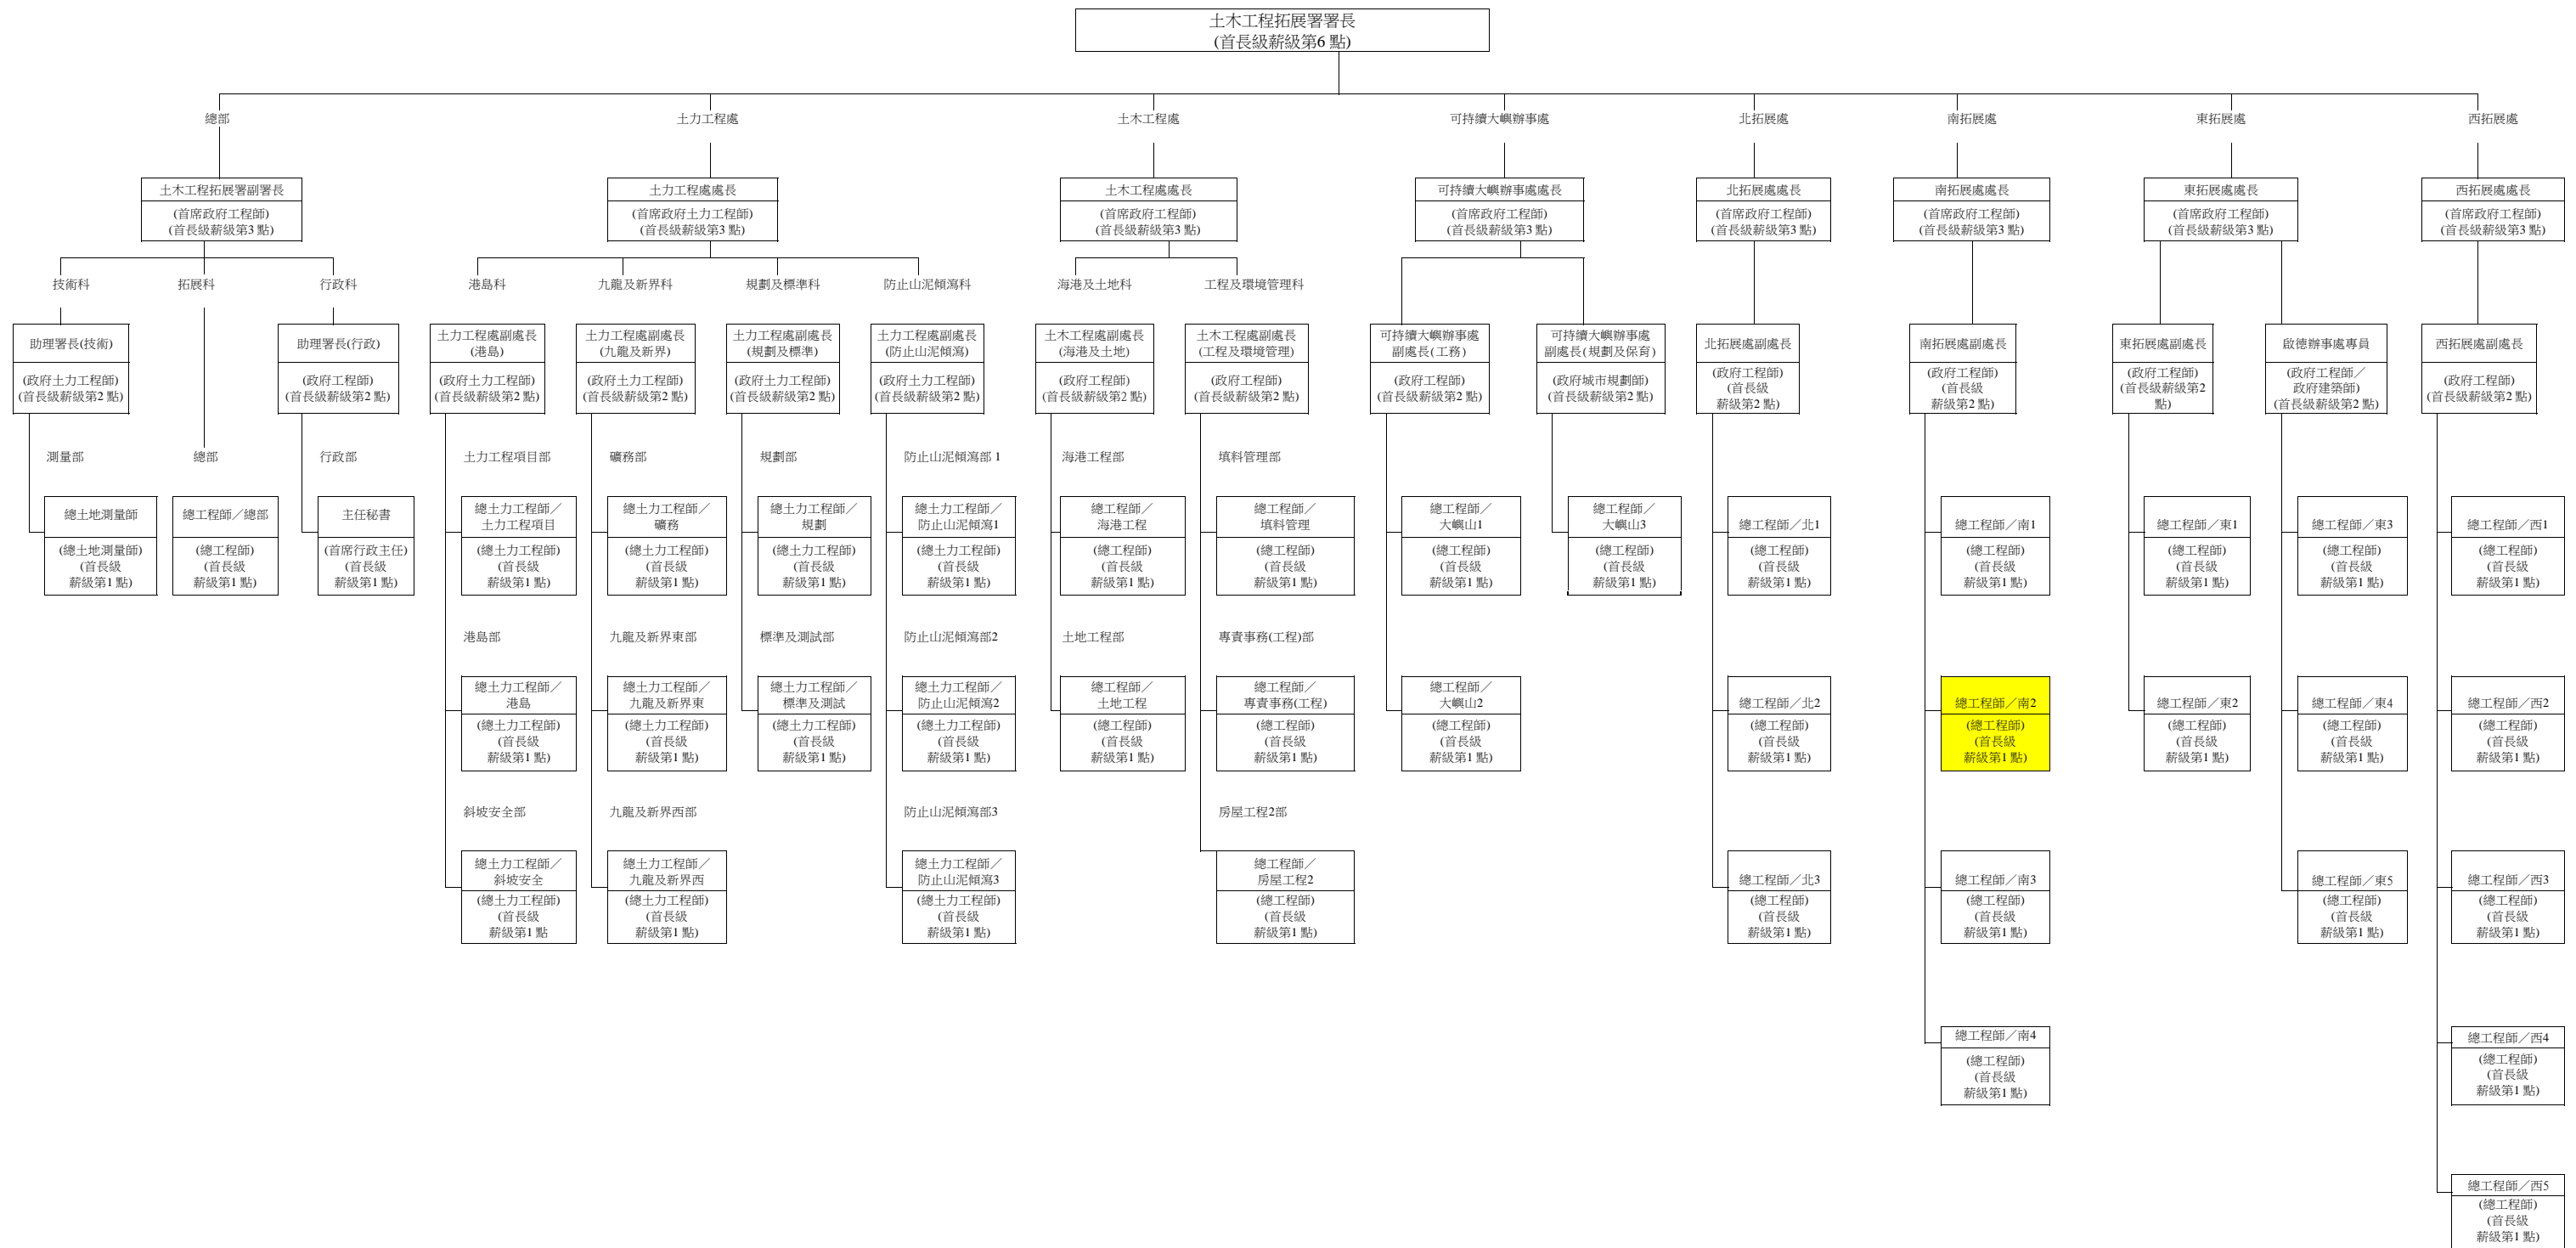 土木工程拓展署署長
(首長級薪級第6 點)
總部
土力工程處
土木工程處
可持續大嶼辦事處
北拓展處
南拓展處
東拓展處
西拓展處
土木工程拓展署副署長
(首席政府工程師)
(首長級薪級第3 點)
土力工程處處長
(首席政府土力工程師)
(首長級薪級第3 點)
土木工程處處長
(首席政府工程師)
(首長級薪級第3 點)
可持續大嶼辦事處處長
(首席政府工程師)
(首長級薪級第3 點)
北拓展處處長
(首席政府工程師)
(首長級薪級第3 點)
南拓展處處長
(首席政府工程師)
(首長級薪級第3 點)
東拓展處處長
(首席政府工程師)
(首長級薪級第3 點)
西拓展處處長
(首席政府工程師)
(首長級薪級第3 點)
技術科
拓展科
行政科
港島科
九龍及新界科
規劃及標準科
防止山泥傾瀉科
海港及土地科
工程及環境管理科
助理署長(技術)
(政府土力工程師)
(首長級薪級第2 點)
助理署長(行政)
(政府工程師)
(首長級薪級第2 點)
土力工程處副處長
(港島)
(政府土力工程師)
(首長級薪級第2 點)
土力工程處副處長
(九龍及新界)
(政府土力工程師)
(首長級薪級第2 點)
土力工程處副處長
(規劃及標準)
(政府土力工程師)
(首長級薪級第2 點)
土力工程處副處長
(防止山泥傾瀉)
(政府土力工程師)
(首長級薪級第2 點)
土木工程處副處長
(海港及土地)
(政府工程師)
(首長級薪級第2 點)
土木工程處副處長
(工程及環境管理)
(政府工程師)
(首長級薪級第2 點)
可持續大嶼辦事處
副處長(工務)
(政府工程師)
(首長級薪級第2 點)
可持續大嶼辦事處
副處長(規劃及保育)
(政府城市規劃師)
(首長級薪級第2 點)
北拓展處副處長
(政府工程師)
(首長級
薪級第2 點)
南拓展處副處長
(政府工程師)
(首長級
薪級第2 點)
東拓展處副處長
(政府工程師)
(首長級薪級第2
點)
啟德辦事處專員
(政府工程師／
政府建築師)
(首長級薪級第2 點)
西拓展處副處長
(政府工程師)
(首長級薪級第2 點)
測量部
總部
行政部
土力工程項目部
礦務部
規劃部
防止山泥傾瀉部 1
海港工程部
填料管理部
總土地測量師
(總土地測量師)
(首長級
薪級第1 點)
總工程師／總部
(總工程師)
(首長級
薪級第1 點)
主任秘書
(首席行政主任)
(首長級
薪級第1 點)
總土力工程師／
土力工程項目
(總土力工程師)
(首長級
薪級第1 點)
總土力工程師／
礦務
(總土力工程師)
(首長級
薪級第1 點)
總土力工程師／
規劃
(總土力工程師)
(首長級
薪級第1 點)
總土力工程師／
防止山泥傾瀉1
(總土力工程師)
(首長級
薪級第1 點)
總工程師／
海港工程
(總工程師)
(首長級
薪級第1 點)
總工程師／
填料管理
(總工程師)
(首長級
薪級第1 點)
總工程師／
大嶼山1
(總工程師)
(首長級
薪級第1 點)
總工程師／
大嶼山3
(總工程師)
(首長級
薪級第1 點)
總工程師／北1
(總工程師)
(首長級
薪級第1 點)
總工程師／南1
(總工程師)
(首長級
薪級第1 點)
總工程師／東1
(總工程師)
(首長級
薪級第1 點)
總工程師／東3
(總工程師)
(首長級
薪級第1 點)
總工程師／西1
(總工程師)
(首長級
薪級第1 點)
港島部
九龍及新界東部
標準及測試部
防止山泥傾瀉部2
土地工程部
專責事務(工程)部
總土力工程師／
港島
(總土力工程師)
(首長級
薪級第1 點)
總土力工程師／
九龍及新界東
(總土力工程師)
(首長級
薪級第1 點)
總土力工程師／
標準及測試
(總土力工程師)
(首長級
薪級第1 點)
總土力工程師／
防止山泥傾瀉2
(總土力工程師)
(首長級
薪級第1 點)
總工程師／
土地工程
(總工程師)
(首長級
薪級第1 點)
總工程師／
專責事務(工程)
(總工程師)
(首長級
薪級第1 點)
總工程師／
大嶼山2
(總工程師)
(首長級
薪級第1 點)
總工程師／北2
(總工程師)
(首長級
薪級第1 點)
總工程師／南2
(總工程師)
(首長級
薪級第1 點)
總工程師／東2
(總工程師)
(首長級
薪級第1 點)
總工程師／東4
(總工程師)
(首長級
薪級第1 點)
總工程師／西2
(總工程師)
(首長級
薪級第1 點)
斜坡安全部
九龍及新界西部
防止山泥傾瀉部3
房屋工程2部
總土力工程師／
斜坡安全
(總土力工程師)
(首長級
薪級第1 點
總土力工程師／
九龍及新界西
(總土力工程師)
(首長級
薪級第1 點)
總土力工程師／
防止山泥傾瀉3
(總土力工程師)
(首長級
薪級第1 點)
總工程師／
房屋工程2
(總工程師)
(首長級
薪級第1 點)
總工程師／北3
(總工程師)
(首長級
薪級第1 點)
總工程師／南3
(總工程師)
(首長級
薪級第1 點)
總工程師／東5
(總工程師)
(首長級
薪級第1 點)
總工程師／西3
(總工程師)
(首長級
薪級第1 點)
總工程師／南4
(總工程師)
(首長級
薪級第1 點)
總工程師／西4
(總工程師)
(首長級
薪級第1 點)
總工程師／西5
(總工程師)
(首長級
薪級第1 點)